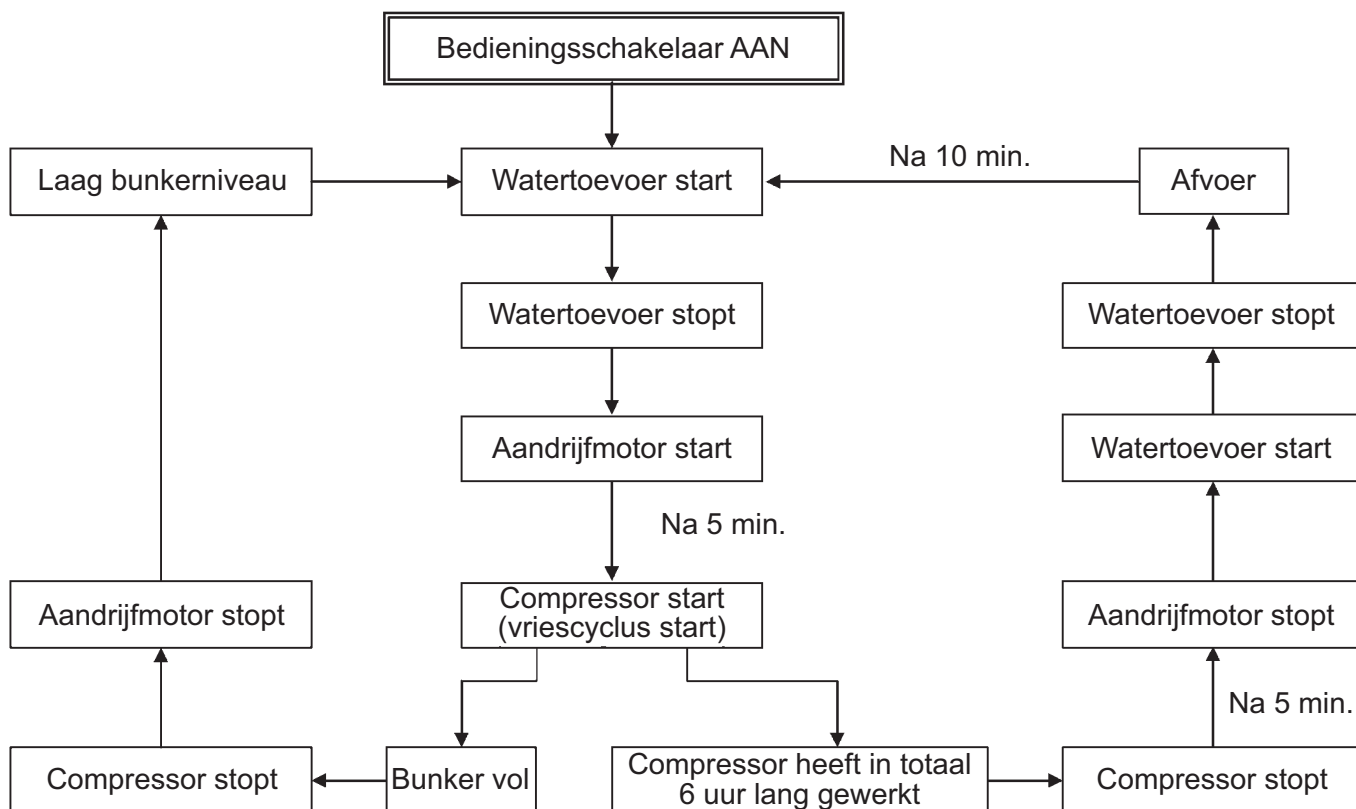 Bedieningsschakelaar AAN
Na 10 min.
Laag bunkerniveau
Watertoevoer start
Afvoer
Watertoevoer stopt
Watertoevoer stopt
Aandrijfmotor start
Watertoevoer start
Na 5 min.
Aandrijfmotor stopt
Compressor start
(vriescyclus start)
Aandrijfmotor stopt
Na 5 min.
Compressor stopt
Bunker vol
Compressor heeft in totaal
6 uur lang gewerkt
Compressor stopt